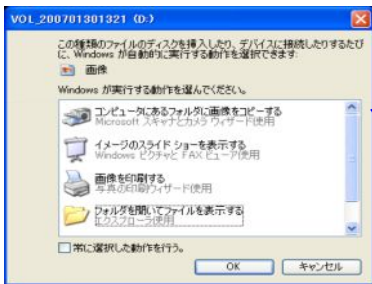 VOL_200701301321 (D:)
この種類のファイルのディスクを挿入したり、デバイスに接続したりするたび
に、Windows が自動的に実行する動作を選択できます:
画像
Windows が実行する動作を選んでください。
コンピュータにあるフォルダに画像をコピーする
Microsoft スキャナとカメラ ウィザード使用
イメージのスライド ショーを表示する
Windows ピクチャと FAX ビューア使用
画像を印刷する
写真の印刷ウィザード使用
フォルダを開いてファイルを表示する
エクスプローラ使用
常に選択した動作を行う。
OK
キャンセル